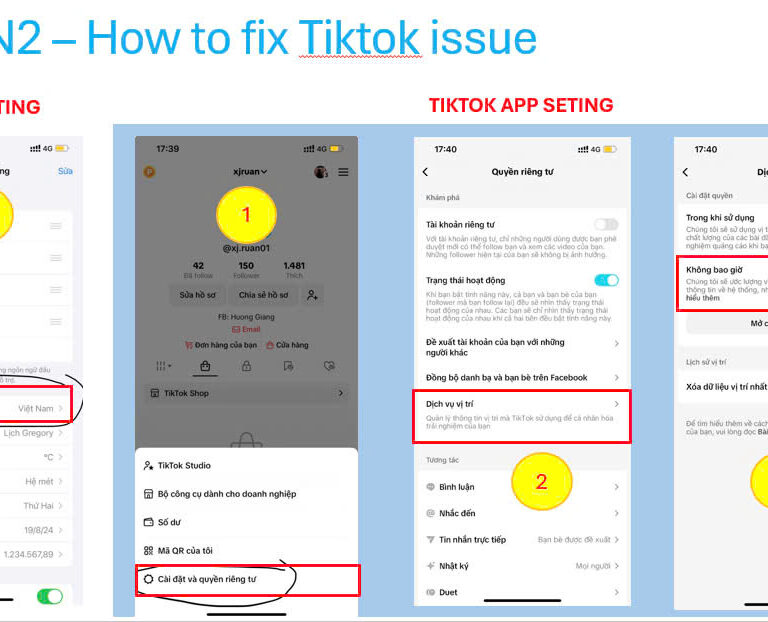 N2 – How to fix Tiktok issue
TING
TIKTOK APP SETING
4G
Sửa
Việt Nam
Lịch Gregory
°C
Hệ mét
Thứ Hai
19/8/24
1.234.567,89
17:39
4G
xjruan
1
@xj.ruan01
42
150
1.481
Đã follow
Follower
Thích
Sửa hồ sơ
Chia sẻ hồ sơ
FB: Huong Giang
Email
Đơn hàng của bạn
Cửa hàng
TikTok Shop
TikTok Studio
Bộ công cụ dành cho doanh nghiệp
Số dư
Mã QR của tôi
Cài đặt và quyền riêng tư
17:40
4G
Quyền riêng tư
Khám phá
Tài khoản riêng tư
Với tài khoản riêng tư, chỉ những người dùng được bạn phê
duyệt mới có thể follow bạn và xem các video của bạn.
Những follower hiện tại của bạn sẽ không bị ảnh hưởng.
Trạng thái hoạt động
Khi bạn bật tính năng này, cả bạn và bạn bè của bạn
(follower mà bạn follow lại) đều sẽ nhìn thấy trạng thái
hoạt động của nhau. Các bạn sẽ chỉ nhìn thấy trạng thái
hoạt động của nhau khi cả hai bên đều bật tính năng này.
Đề xuất tài khoản của bạn với những
người khác
Đồng bộ danh bạ và bạn bè trên Facebook
Dịch vụ vị trí
Quản lý thông tin vị trí mà TikTok sử dụng để cá nhân hóa
trải nghiệm của bạn
Tương tác
2
Bình luận
Nhắc đến
Tin nhắn trực tiếp
Bạn bè được đề xuất
Nhật ký
Mọi người
Duet
17:40
Cài đặt quyền
Trong khi sử dụng
Chúng tôi sẽ sử dụng vị t
chất lượng của các bài đ
nghiệm quảng cáo khi b
Không bao giờ
Chúng tôi sẽ ước lượng v
thông tin về hệ thống, nh
hiểu thêm
Mở c
Lịch sử vị trí
Xóa dữ liệu vị trí nhất
Để tìm hiểu thêm về cách
của bạn, vui lòng đọc Bài